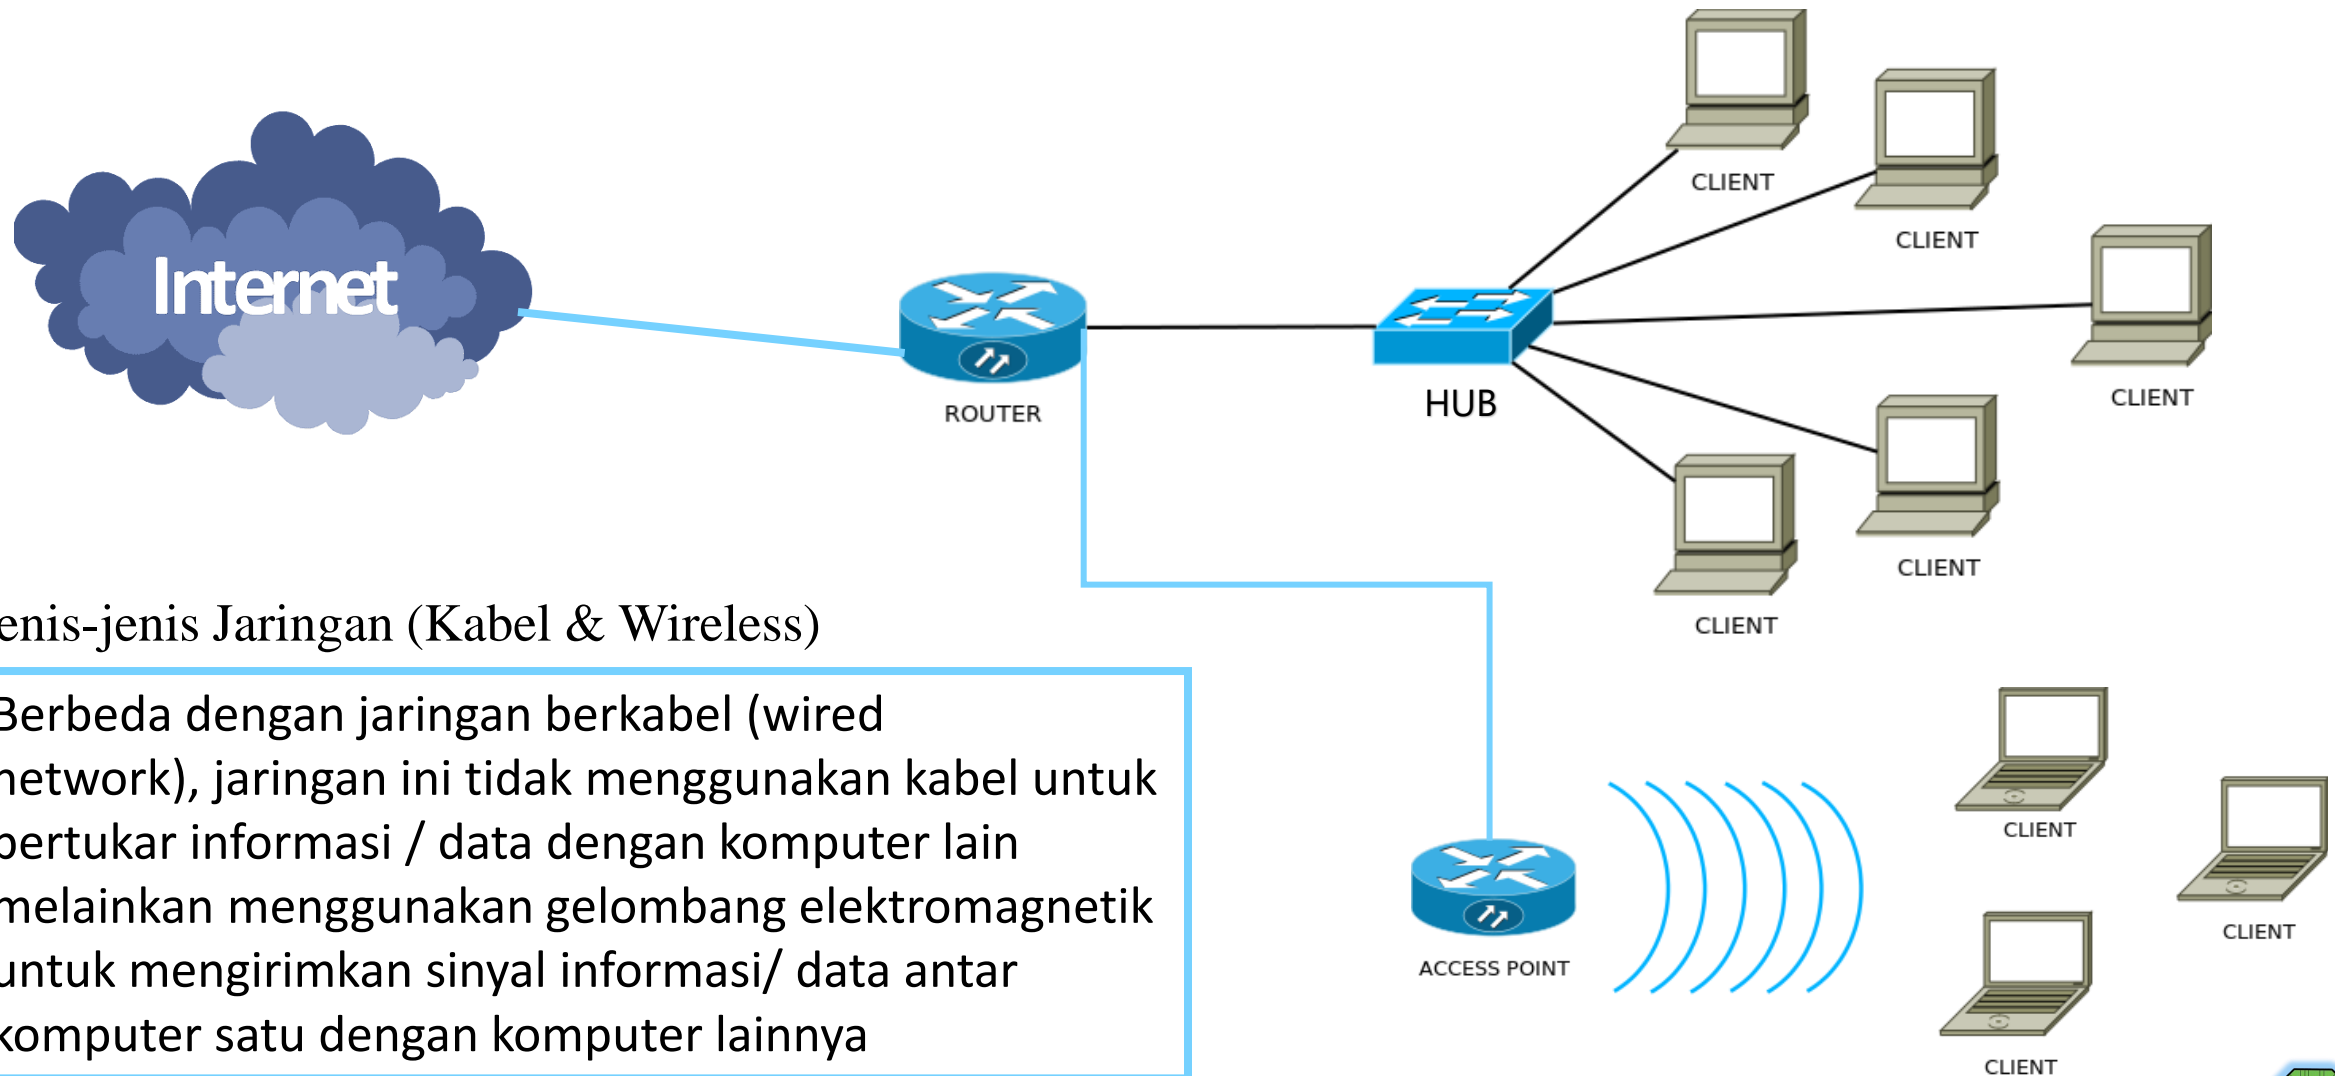 Internet
ROUTER
HUB
CLIENT
CLIENT
CLIENT
CLIENT
CLIENT
enis-jenis Jaringan (Kabel & Wireless)
Berbeda dengan jaringan berkabel (wired
network), jaringan ini tidak menggunakan kabel untuk
bertukar informasi / data dengan komputer lain
melainkan menggunakan gelombang elektromagnetik
untuk mengirimkan sinyal informasi/ data antar
komputer satu dengan komputer lainnya
ACCESS POINT
CLIENT
CLIENT
CLIENT